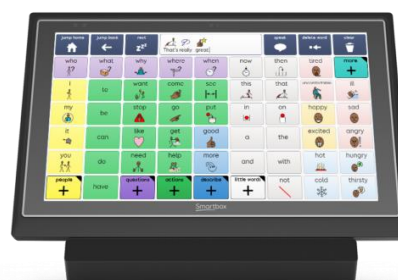 jump home jump back rest That's really great| speak delete word clear
who what why where when now then tired more
I to want come see this that uncomfortable ill
my be stop go put in on happy sad
it can like get good a the excited angry
you do need help more and with hot hungry
people have questions actions describe little words not cold thirsty
Smartbox